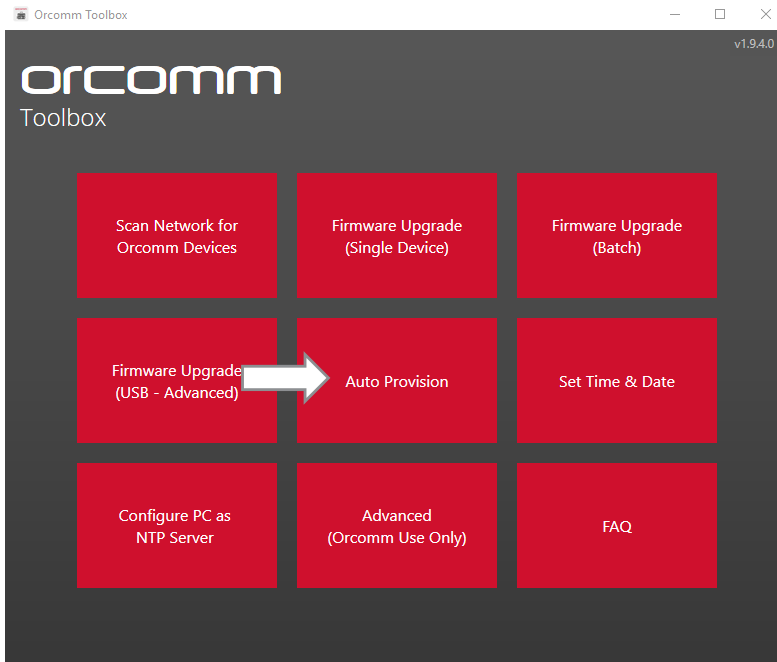 Orcomm Toolbox
v1.9.4.0
orcomm
Toolbox
Scan Network for
Orcomm Devices
Firmware Upgrade
(Single Device)
Firmware Upgrade
(Batch)
Firmware Upgrade
(USB - Advanced)
Auto Provision
Set Time & Date
Configure PC as
NTP Server
Advanced
(Orcomm Use Only)
FAQ